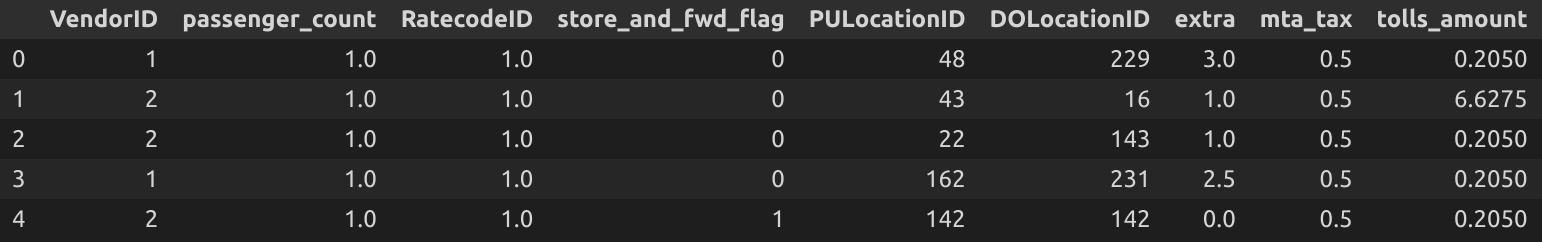 VendorID passenger_count RatecodeID store_and_fwd_flag PULocationID DOLocationID extra mta_tax tolls_amount
0 1 1.0 1.0 0 48 229 3.0 0.5 0.2050
1 2 1.0 1.0 0 43 16 1.0 0.5 6.6275
2 2 1.0 1.0 0 22 143 1.0 0.5 0.2050
3 1 1.0 1.0 0 162 231 2.5 0.5 0.2050
4 2 1.0 1.0 1 142 142 0.0 0.5 0.2050